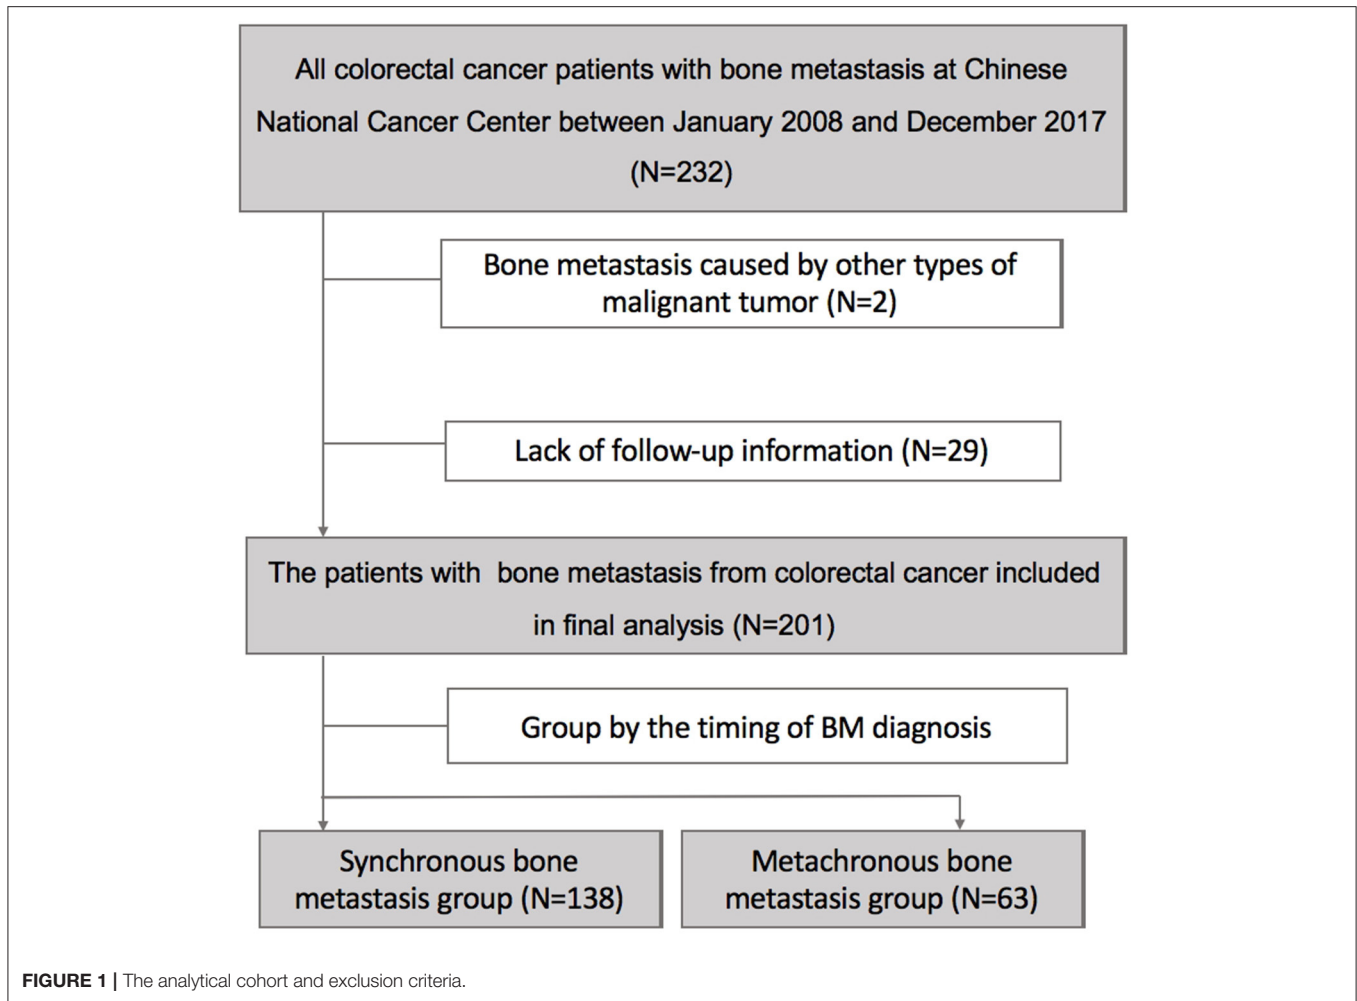 All colorectal cancer patients with bone metastasis at Chinese
National Cancer Center between January 2008 and December 2017
(N=232)
Bone metastasis caused by other types of
malignant tumor (N=2)
Lack of follow-up information (N=29)
The patients with bone metastasis from colorectal cancer included
in final analysis (N=201)
Group by the timing of BM diagnosis
Synchronous bone
metastasis group (N=138)
Metachronous bone
metastasis group (N=63)
FIGURE 1 | The analytical cohort and exclusion criteria.